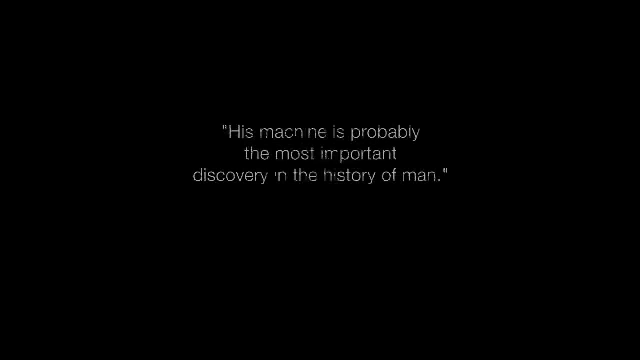 "His machine is probably
the most important
discovery in the history of man."